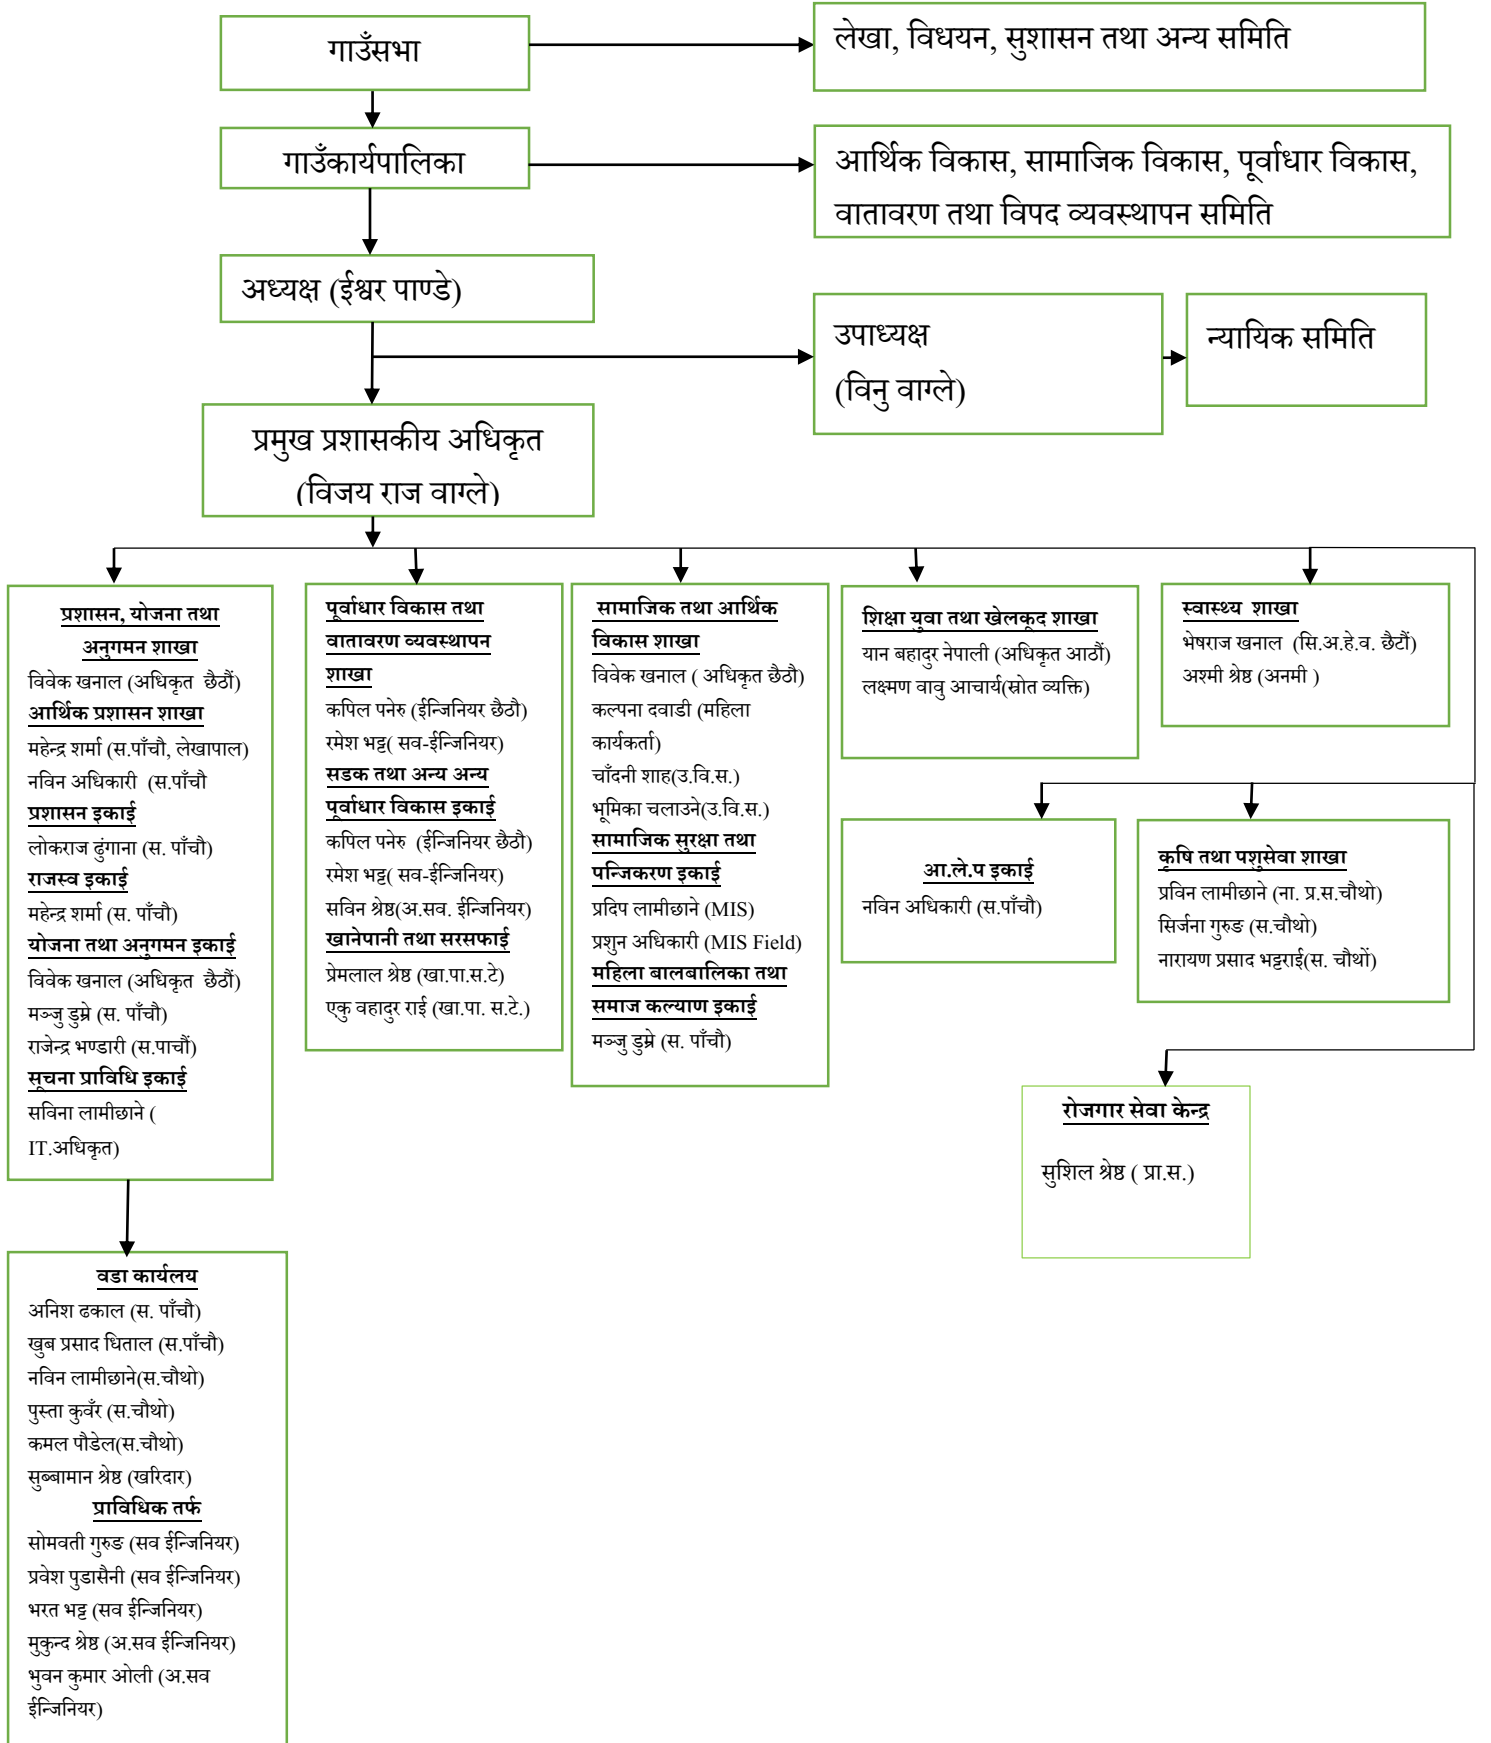 गाउँसभा
लेखा, विधयन, सुशासन तथा अन्य समिति
गाउँकार्यपालिका
आर्थिक विकास, सामाजिक विकास, पूर्वाधार विकास,
वातावरण तथा विपद व्यवस्थापन समिति
अध्यक्ष (ईश्वर पाण्डे)
उपाध्यक्ष
(विनु वाग्ले)
न्यायिक समिति
प्रमुख प्रशासकीय अधिकृत
(विजय राज वाग्ले)
प्रशासन, योजना तथा
अनुगमन शाखा
विवेक खनाल (अधिकृत छैठौं)
आर्थिक प्रशासन शाखा
महेन्द्र शर्मा (स.पाँचौ, लेखापाल)
नविन अधिकारी (स.पाँचौ
प्रशासन इकाई
लोकराज ढुंगाना (स. पाँचौ)
राजस्व इकाई
महेन्द्र शर्मा (स. पाँचौ)
योजना तथा अनुगमन इकाई
विवेक खनाल (अधिकृत छैठौं)
मञ्जु डुम्रे (स. पाँचौ)
राजेन्द्र भण्डारी (स.पाचौं)
सूचना प्राविधि इकाई
सविना लामीछाने (
IT.अधिकृत)
पूर्वाधार विकास तथा
वातावरण व्यवस्थापन
शाखा
कपिल पनेरु (ईन्जिनियर छैठौ)
रमेश भट्ट( सव-ईन्जिनियर)
सडक तथा अन्य अन्य
पूर्वाधार विकास इकाई
कपिल पनेरु (ईन्जिनियर छैठौ)
रमेश भट्ट( सव-ईन्जिनियर)
सविन श्रेष्ठ(अ.सव. ईन्जिनियर)
खानेपानी तथा सरसफाई
प्रेमलाल श्रेष्ठ (खा.पा.स.टे)
एकु वहादुर राई (खा.पा. स.टे.)
सामाजिक तथा आर्थिक
विकास शाखा
विवेक खनाल ( अधिकृत छैठौ)
कल्पना दवाडी (महिला
कार्यकर्ता)
चाँदनी शाह(उ.वि.स.)
भूमिका चलाउने(उ.वि.स.)
सामाजिक सुरक्षा तथा
पन्जिकरण इकाई
प्रदिप लामीछाने (MIS)
प्रशुन अधिकारी (MIS Field)
महिला बालबालिका तथा
समाज कल्याण इकाई
मञ्जु डुम्रे (स. पाँचौ)
शिक्षा युवा तथा खेलकूद शाखा
यान बहादुर नेपाली (अधिकृत आठौं)
लक्ष्मण वावु आचार्य(स्रोत व्यक्ति)
स्वास्थ्य शाखा
भेषराज खनाल (सि.अ.हे.व. छैटौं)
अश्मी श्रेष्ठ (अनमी )
आ.ले.प इकाई
नविन अधिकारी (स.पाँचौ)
कृषि तथा पशुसेवा शाखा
प्रविन लामीछाने (ना. प्र.स.चौथो)
सिर्जना गुरुङ (स.चौथो)
नारायण प्रसाद भट्टराई(स. चौथों)
रोजगार सेवा केन्द्र
सुशिल श्रेष्ठ ( प्रा.स.)
वडा कार्यलय
अनिश ढकाल (स. पाँचौ)
खुब प्रसाद धिताल (स.पाँचौ)
नविन लामीछाने(स.चौथो)
पुस्ता कुवँर (स.चौथो)
कमल पौडेल(स.चौथो)
सुब्बामान श्रेष्ठ (खरिदार)
प्राविधिक तर्फ
सोमवती गुरुङ (सव ईन्जिनियर)
प्रवेश पुडासैनी (सव ईन्जिनियर)
भरत भट्ट (सव ईन्जिनियर)
मुकुन्द श्रेष्ठ (अ.सव ईन्जिनियर)
भुवन कुमार ओली (अ.सव
ईन्जिनियर)